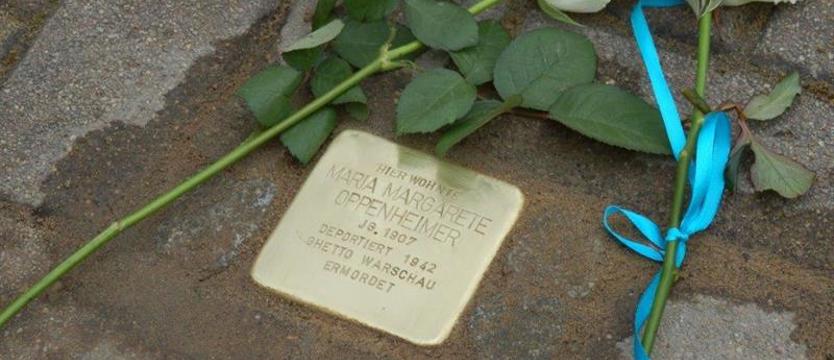 HIER WOHNTE
MARIA MARGARETE
OPPENHEIMER
JG. 1907
DEPORTIERT 1942
GHETTO WARSCHAU
ERMORDET